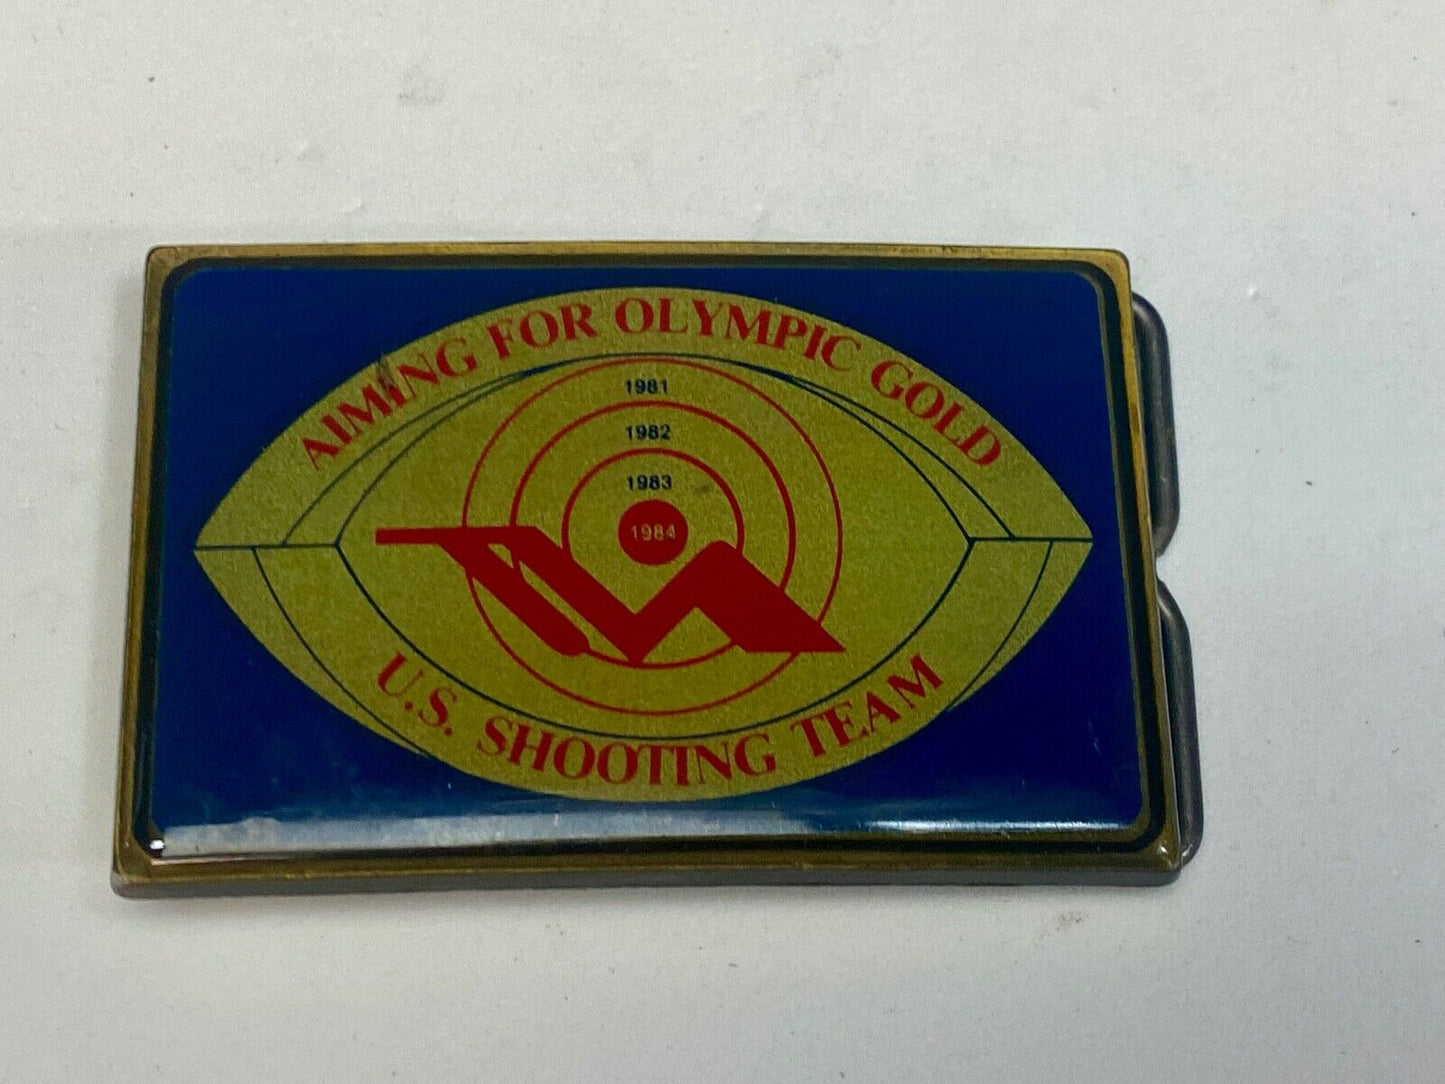 AIMING FOR OLYMPIC GOLD
1981
1982
1983
1984
U.S. SHOOTING TEAM